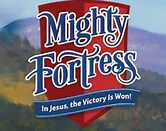 Mighty
Fortress
In Jesus, the Victory Is Won!